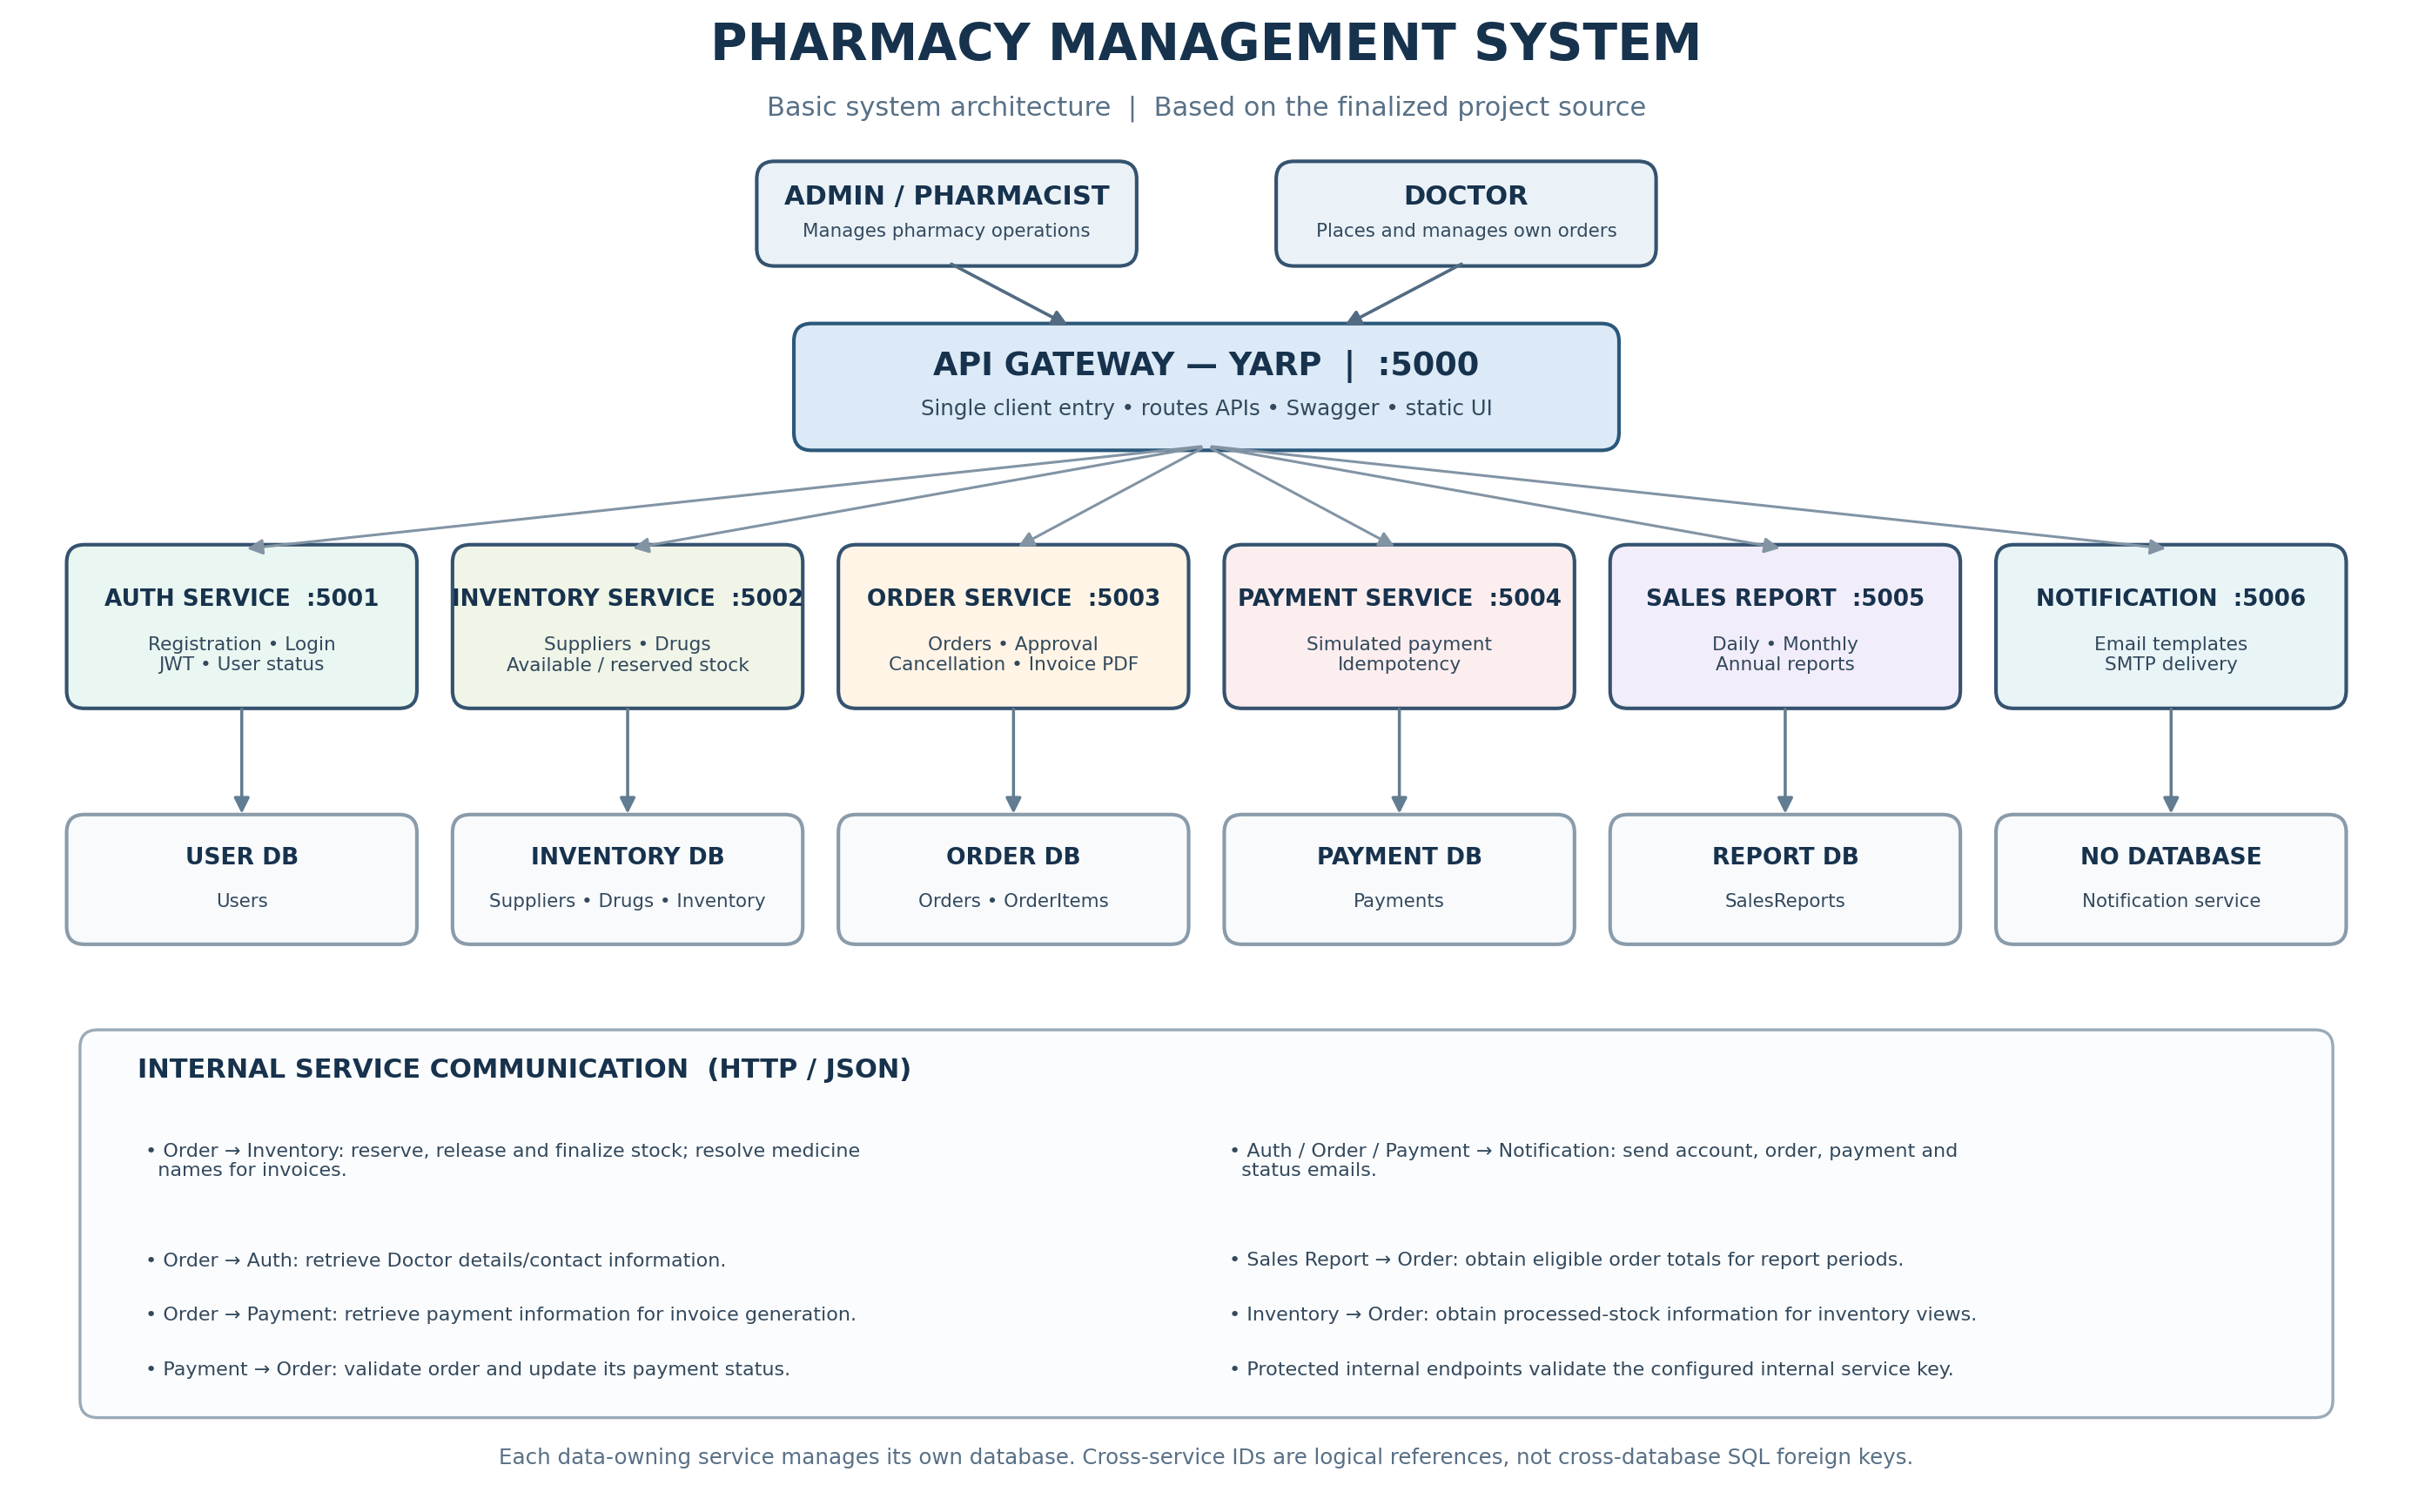 PHARMACY MANAGEMENT SYSTEM
Basic system architecture | Based on the finalized project source
ADMIN / PHARMACIST
Manages pharmacy operations
DOCTOR
Places and manages own orders
API GATEWAY — YARP | :5000
Single client entry • routes APIs • Swagger • static UI
AUTH SERVICE :5001
Registration • Login
JWT • User status
INVENTORY SERVICE :5002
Suppliers • Drugs
Available / reserved stock
ORDER SERVICE :5003
Orders • Approval
Cancellation • Invoice PDF
PAYMENT SERVICE :5004
Simulated payment
Idempotency
SALES REPORT :5005
Daily • Monthly
Annual reports
NOTIFICATION :5006
Email templates
SMTP delivery
USER DB
Users
INVENTORY DB
Suppliers • Drugs • Inventory
ORDER DB
Orders • OrderItems
PAYMENT DB
Payments
REPORT DB
SalesReports
NO DATABASE
Notification service
INTERNAL SERVICE COMMUNICATION (HTTP / JSON)
• Order → Inventory: reserve, release and finalize stock; resolve medicine
names for invoices.
• Order → Auth: retrieve Doctor details/contact information.
• Order → Payment: retrieve payment information for invoice generation.
• Payment → Order: validate order and update its payment status.
• Auth / Order / Payment → Notification: send account, order, payment and
status emails.
• Sales Report → Order: obtain eligible order totals for report periods.
• Inventory → Order: obtain processed-stock information for inventory views.
• Protected internal endpoints validate the configured internal service key.
Each data-owning service manages its own database. Cross-service IDs are logical references, not cross-database SQL foreign keys.